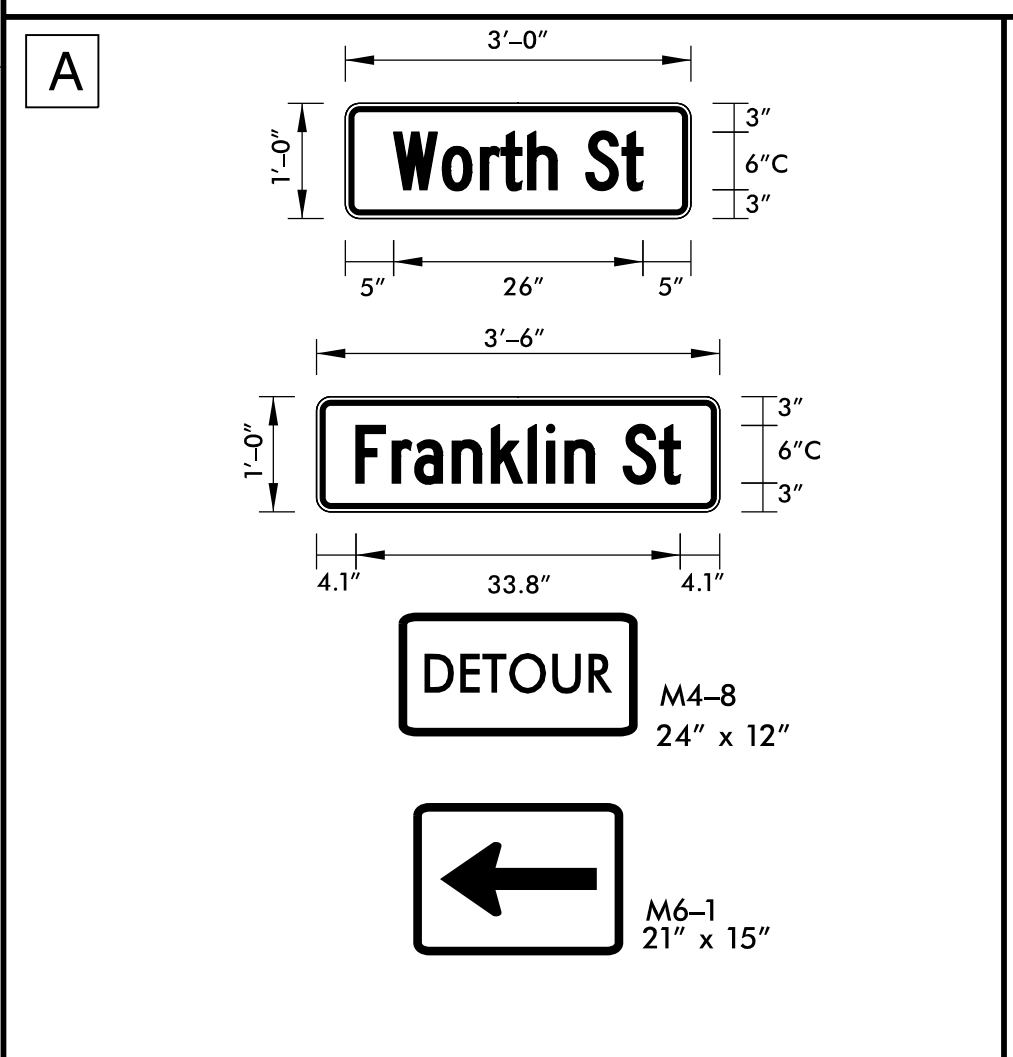 A
3'–0"
1'–0"
Worth St
3"
6"C
3"
5" 26" 5"
3'–6"
1'–0"
Franklin St
3"
6"C
3"
4.1" 33.8" 4.1"
DETOUR
M4–8
24" x 12"
M6–1
21" x 15"